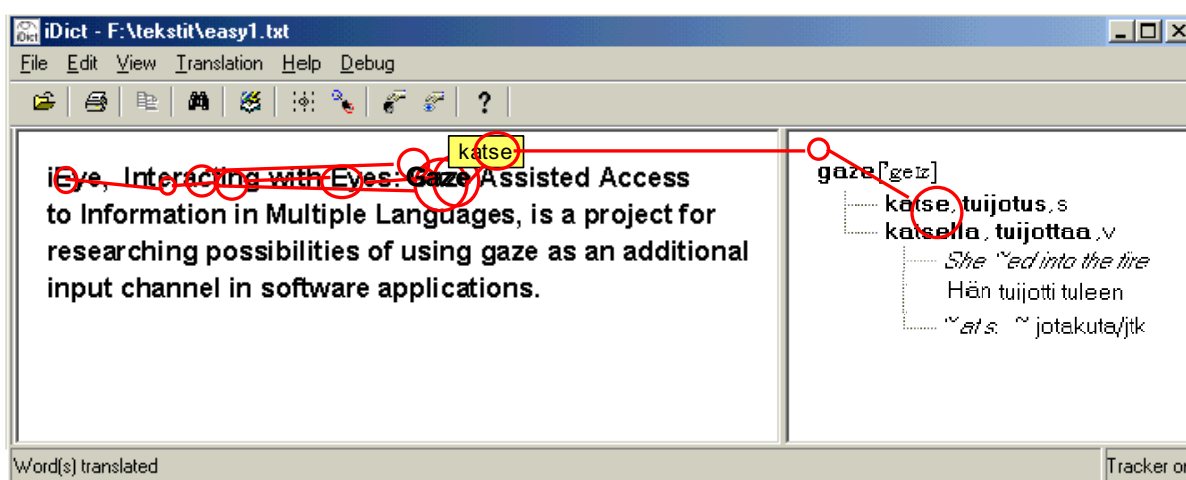 iDict - F:\tekstit\easy1.txt
File Edit View Translation Help Debug
katse
iEye, Interacting with Eyes: Gaze Assisted Access
to Information in Multiple Languages, is a project for
researching possibilities of using gaze as an additional
input channel in software applications.
gaze['geɪz]
katse, tuijotus, s
katsella, tuijottaa, v
She ~ed into the fire
Hän tuijotti tuleen
~ at s. ~ jotakuta/jtk
Word(s) translated
Tracker on